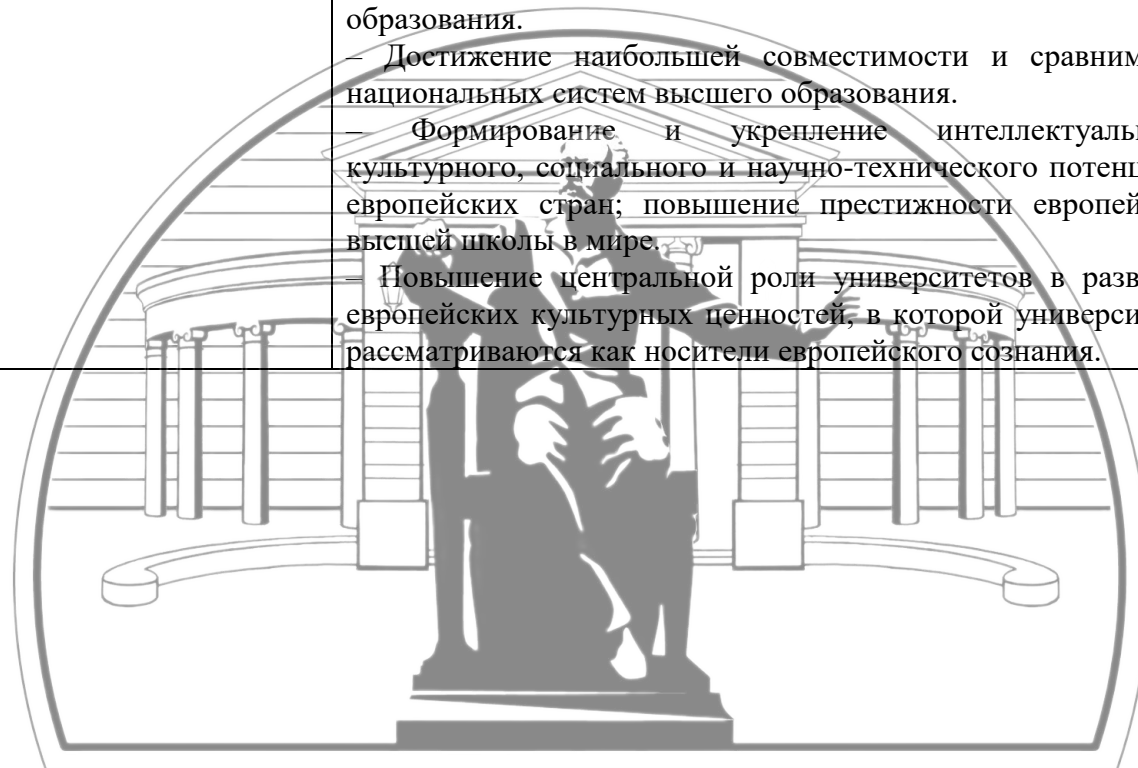 образования.
– Достижение наибольшей совместимости и сравним
национальных систем высшего образования.
– Формирование и укрепление интеллектуаль
культурного, социального и научно-технического потенц
европейских стран; повышение престижности европей
высшей школы в мире.
– Повышение центральной роли университетов в разв
европейских культурных ценностей, в которой универси
рассматриваются как носители европейского сознания.